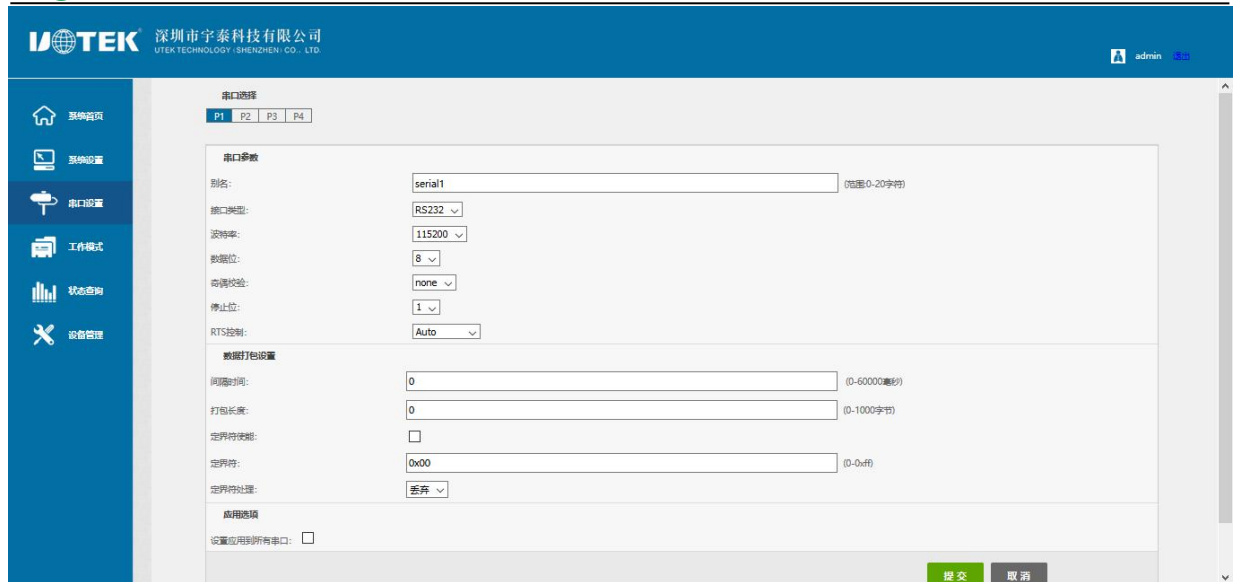 UTEK
深圳市宇泰科技有限公司
UTEK TECHNOLOGY (SHENZHEN) CO., LTD.
admin 退出
系统首页
系统设置
串口设置
工作模式
状态查询
设备管理
串口选择
P1 P2 P3 P4
串口参数
别名: serial1 (范围:0-20字符)
接口类型: RS232
波特率: 115200
数据位: 8
奇偶校验: none
停止位: 1
RTS控制: Auto
数据打包设置
间隔时间: 0 (0-60000毫秒)
打包长度: 0 (0-1000字节)
定界符使能:
定界符: 0x00 (0-0xff)
定界符处理: 丢弃
应用选项
设置应用到所有串口:
提交 取消